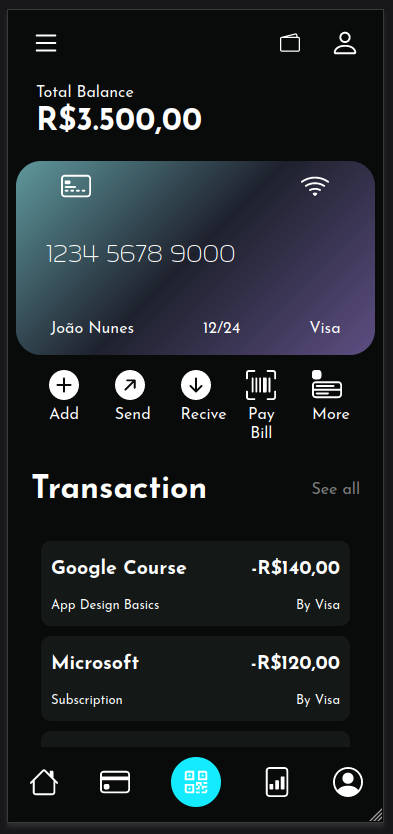 Total Balance
R$3.500,00
1234 5678 9000
João Nunes 12/24 Visa
Add Send Recive Pay Bill More
Transaction See all
Google Course -R$140,00
App Design Basics By Visa
Microsoft -R$120,00
Subscription By Visa